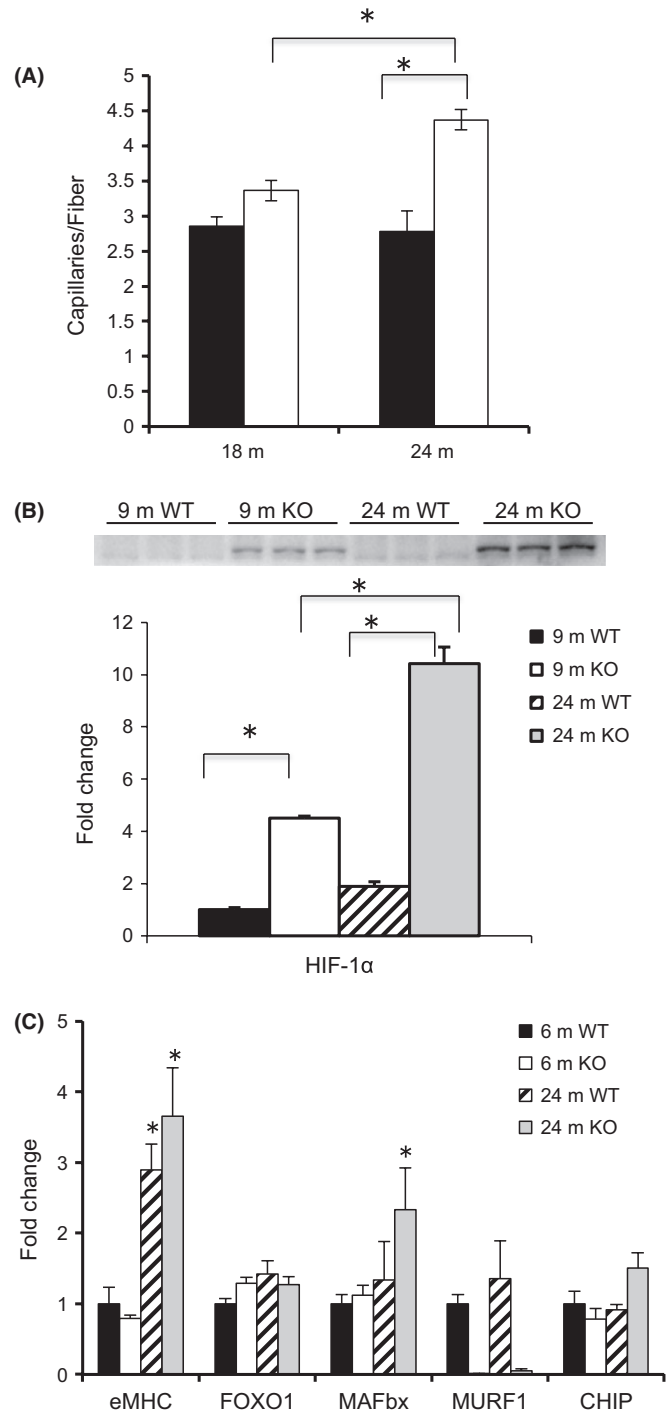 *
(A)
*
5
4.5
4
3.5
3
2.5
2
1.5
1
0.5
0
Capillaries/Fiber
18 m
24 m
(B)
9 m WT
9 m KO
24 m WT
24 m KO
*
*
*
12
10
8
6
4
2
0
Fold change
HIF-1α
9 m WT
9 m KO
24 m WT
24 m KO
(C)
5
4
3
2
1
0
Fold change
*
*
*
6 m WT
6 m KO
24 m WT
24 m KO
eMHC
FOXO1
MAFbx
MURF1
CHIP